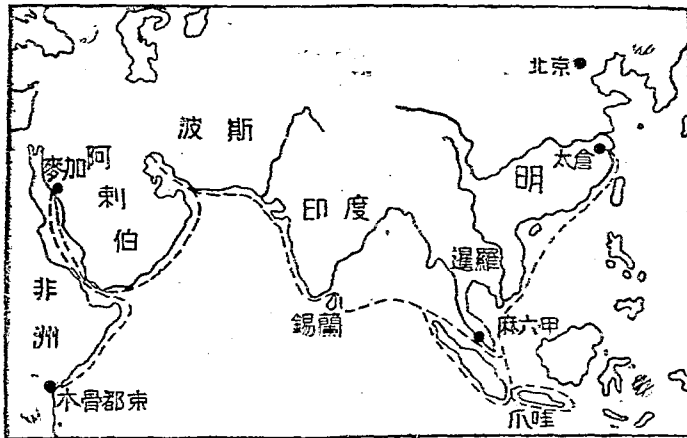 北京
波斯
太倉
明
麥加
阿剌伯
印度
暹羅
非洲
錫蘭
麻六甲
木骨都束
爪哇